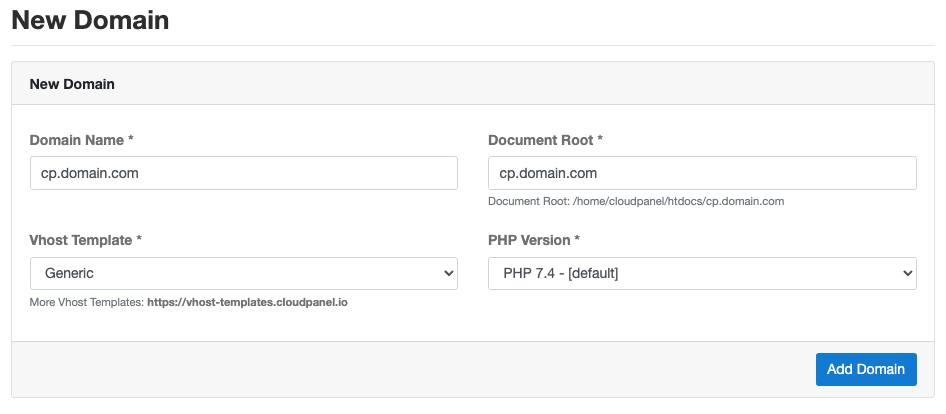 New Domain
New Domain
Domain Name *
Document Root *
cp.domain.com
cp.domain.com
Document Root: /home/cloudpanel/htdocs/cp.domain.com
Vhost Template *
PHP Version *
Generic
PHP 7.4 - [default]
More Vhost Templates: https://vhost-templates.cloudpanel.io
Add Domain